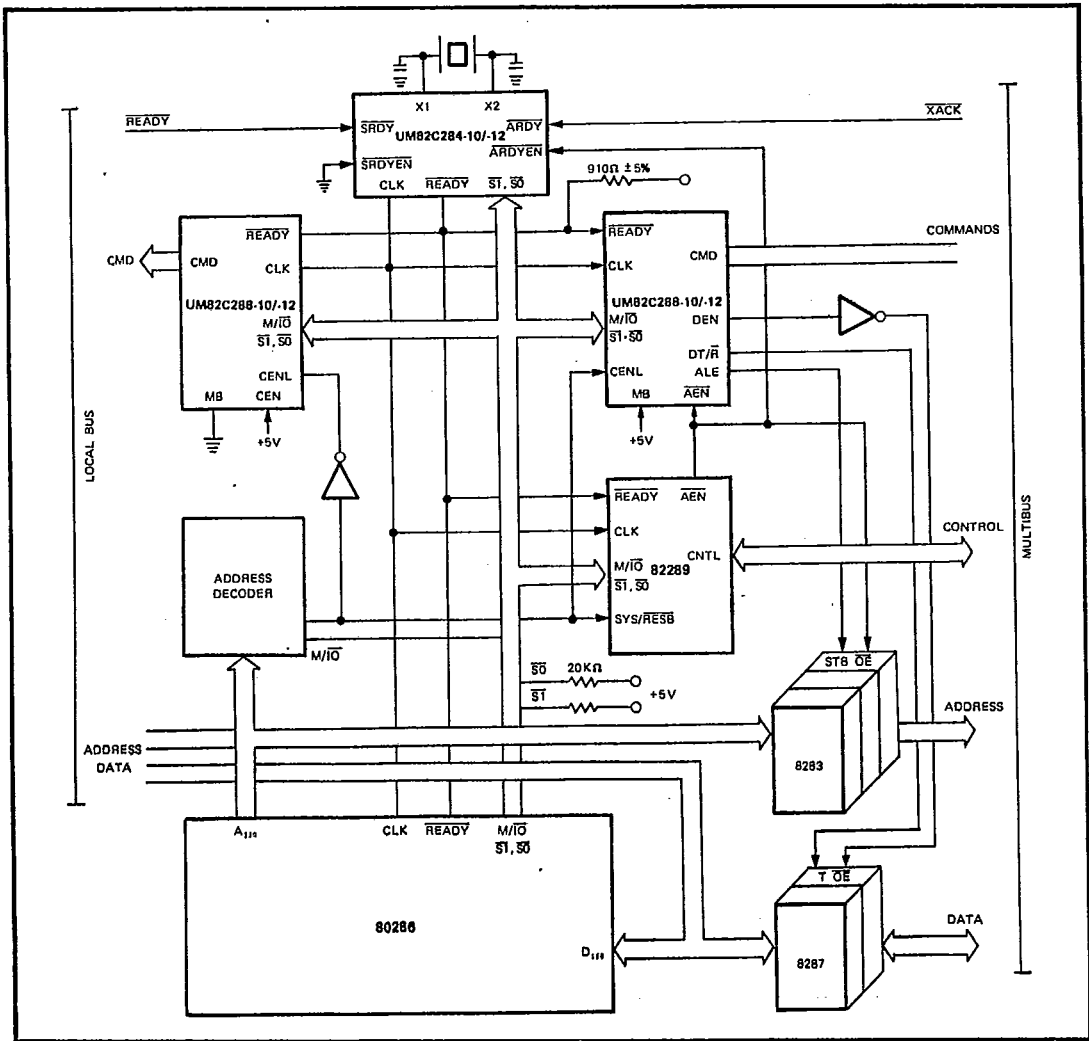 X1 X2
READY
SRDY
UM82C284-10/-12
ARDY
XACK
ARDYEN
SRDYEN
CLK READY S1, S0
910Ω ±5%
READY
CMD
CMD
CLK
UM82C288-10/-12
M/IO
S1, S0
CENL
MB CEN
+5V
READY
CMD
COMMANDS
CLK
UM82C288-10/-12
M/IO
S1·S0
DEN
DT/R
ALE
CENL
MB AEN
+5V
LOCAL BUS
MULTIBUS
READY AEN
CLK
CNTL
CONTROL
M/IO
82289
S1, S0
SYS/RESB
ADDRESS
DECODER
M/IO
S0 20KΩ
S1 +5V
STB OE
ADDRESS
8283
ADDRESS
DATA
CLK READY M/IO
S1, S0
T OE
80286
DATA
8287